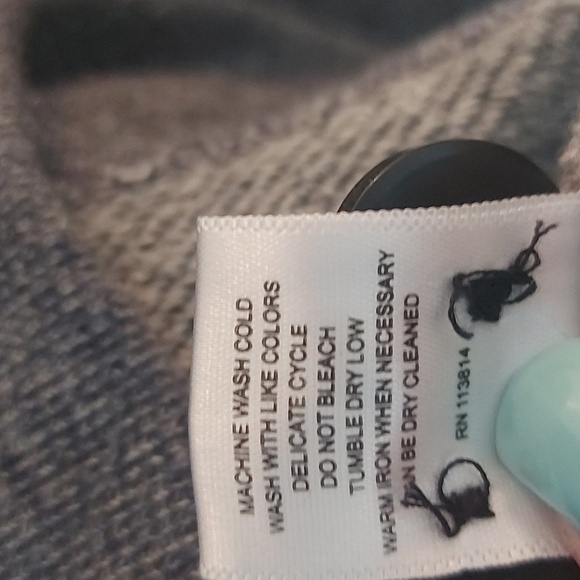 MACHINE WASH COLD
WASH WITH LIKE COLORS
DELICATE CYCLE
DO NOT BLEACH
TUMBLE DRY LOW
WARM IRON WHEN NECESSARY
CAN BE DRY CLEANED
RN 113814